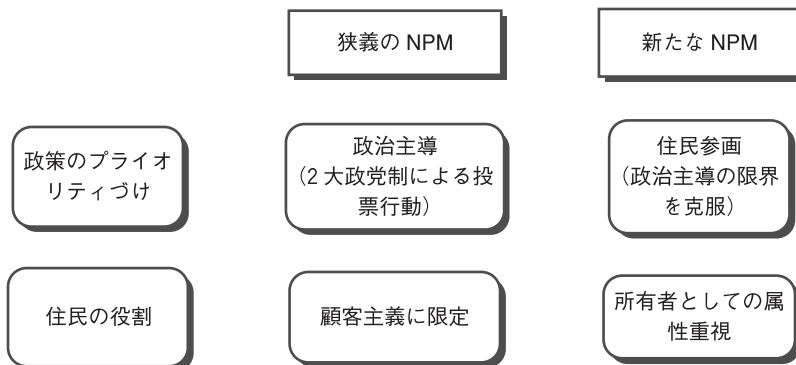 狭義の NPM
新たな NPM
政策のプライオ
リティづけ
政治主導
（2 大政党制による投
票行動）
住民参画
（政治主導の限界
を克服）
住民の役割
顧客主義に限定
所有者としての属
性重視